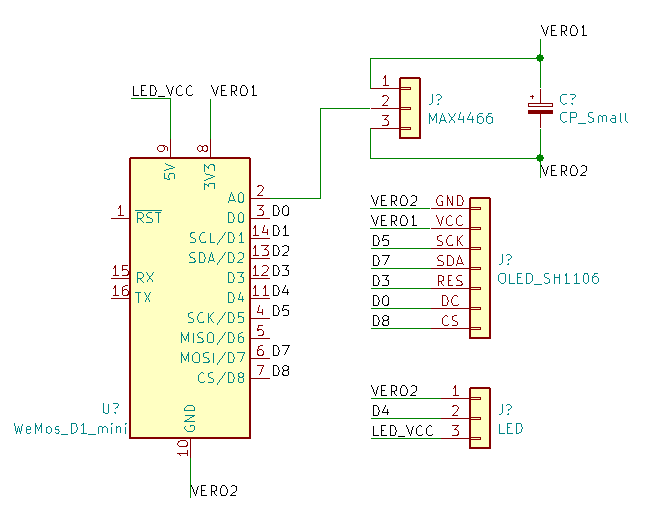 VERO1
LED_VCC
VERO1
9
8
5V
3V3
1
2
3
J?
MAX4466
+
C?
CP_Small
VERO2
A0
2
1
RST
D0
3
D0
SCL/D1
14
D1
SDA/D2
13
D2
15
RX
D3
12
D3
16
TX
D4
11
D4
SCK/D5
4
D5
MISO/D6
5
MOSI/D7
6
D7
CS/D8
7
D8
U?
WeMos_D1_mini
GND
10
VERO2
VERO2
GND
VERO1
VCC
D5
SCK
D7
SDA
D3
RES
D0
DC
D8
CS
J?
OLED_SH1106
VERO2
1
D4
2
LED_VCC
3
J?
LED